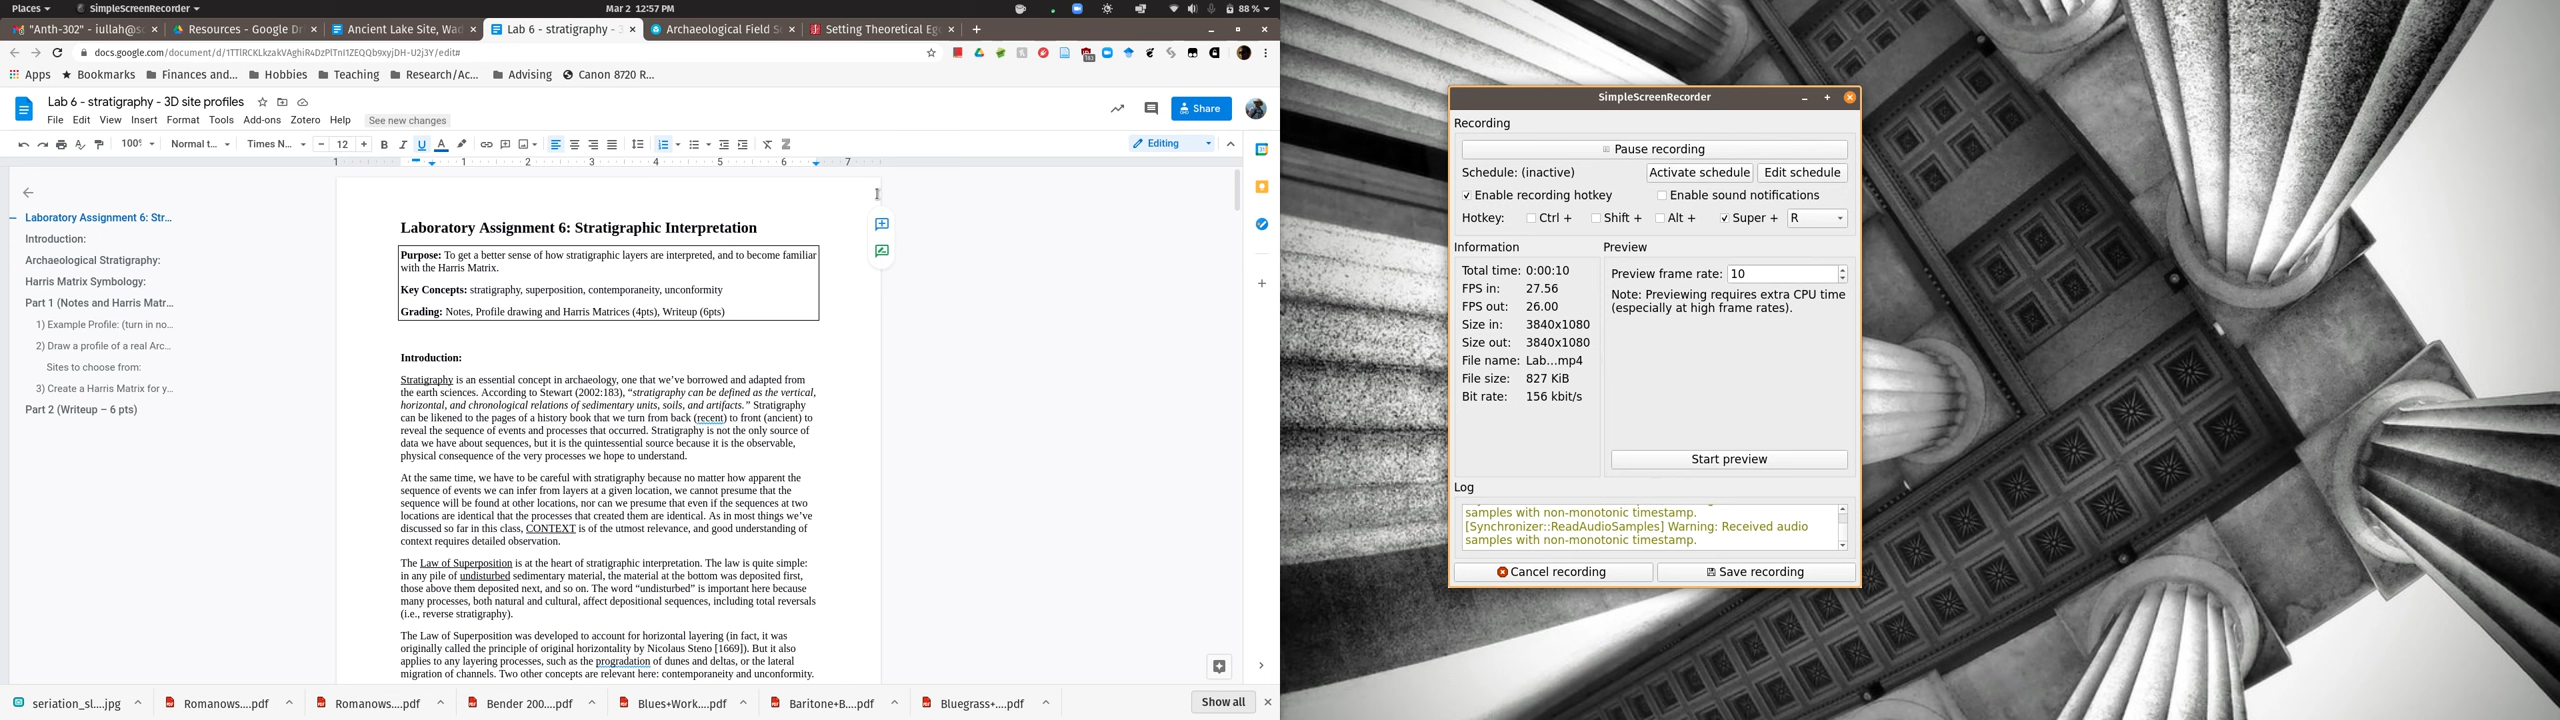 Places
SimpleScreenRecorder
Mar 2 12:57 PM
88 %
"Anth-302" - iullah@s
Resources - Google Dr
Ancient Lake Site, Wad
Lab 6 - stratigraphy - 3
Archaeological Field S
Setting Theoretical Eg
docs.google.com/document/d/1TTlRCKLkzakVAghiR4DzPlTnI1ZEQQb9xyjDH-U2j3Y/edit#
Apps
Bookmarks
Finances and...
Hobbies
Teaching
Research/Ac...
Advising
Canon 8720 R...
Lab 6 - stratigraphy - 3D site profiles
Share
File Edit View Insert Format Tools Add-ons Zotero Help
See new changes
Normal t...
Times N...
12
Editing
1 1 2 3 4 5 6 7
Laboratory Assignment 6: Str...
Introduction:
Archaeological Stratigraphy:
Harris Matrix Symbology:
Part 1 (Notes and Harris Matr...
1) Example Profile: (turn in no...
2) Draw a profile of a real Arc...
Sites to choose from:
3) Create a Harris Matrix for y...
Part 2 (Writeup – 6 pts)
Laboratory Assignment 6: Stratigraphic Interpretation
Purpose: To get a better sense of how stratigraphic layers are interpreted, and to become familiar
with the Harris Matrix.
Key Concepts: stratigraphy, superposition, contemporaneity, unconformity
Grading: Notes, Profile drawing and Harris Matrices (4pts), Writeup (6pts)
Introduction:
Stratigraphy is an essential concept in archaeology, one that we’ve borrowed and adapted from
the earth sciences. According to Stewart (2002:183), “stratigraphy can be defined as the vertical,
horizontal, and chronological relations of sedimentary units, soils, and artifacts.” Stratigraphy
can be likened to the pages of a history book that we turn from back (recent) to front (ancient) to
reveal the sequence of events and processes that occurred. Stratigraphy is not the only source of
data we have about sequences, but it is the quintessential source because it is the observable,
physical consequence of the very processes we hope to understand.
At the same time, we have to be careful with stratigraphy because no matter how apparent the
sequence of events we can infer from layers at a given location, we cannot presume that the
sequence will be found at other locations, nor can we presume that even if the sequences at two
locations are identical that the processes that created them are identical. As in most things we’ve
discussed so far in this class, CONTEXT is of the utmost relevance, and good understanding of
context requires detailed observation.
The Law of Superposition is at the heart of stratigraphic interpretation. The law is quite simple:
in any pile of undisturbed sedimentary material, the material at the bottom was deposited first,
those above them deposited next, and so on. The word “undisturbed” is important here because
many processes, both natural and cultural, affect depositional sequences, including total reversals
(i.e., reverse stratigraphy).
The Law of Superposition was developed to account for horizontal layering (in fact, it was
originally called the principle of original horizontality by Nicolaus Steno [1669]). But it also
applies to any layering processes, such as the progradation of dunes and deltas, or the lateral
migration of channels. Two other concepts are relevant here: contemporaneity and unconformity.
seriation_sl....jpg
Romanows....pdf
Romanows....pdf
Bender 200....pdf
Blues+Work....pdf
Baritone+B....pdf
Bluegrass+....pdf
Show all
SimpleScreenRecorder
Recording
Pause recording
Schedule: (inactive)
Activate schedule
Edit schedule
Enable recording hotkey
Enable sound notifications
Hotkey: Ctrl + Shift + Alt + Super + R
Information
Total time: 0:00:10
FPS in: 27.56
FPS out: 26.00
Size in: 3840x1080
Size out: 3840x1080
File name: Lab...mp4
File size: 827 KiB
Bit rate: 156 kbit/s
Preview
Preview frame rate: 10
Note: Previewing requires extra CPU time
(especially at high frame rates).
Start preview
Log
samples with non-monotonic timestamp.
[Synchronizer::ReadAudioSamples] Warning: Received audio
samples with non-monotonic timestamp.
Cancel recording
Save recording